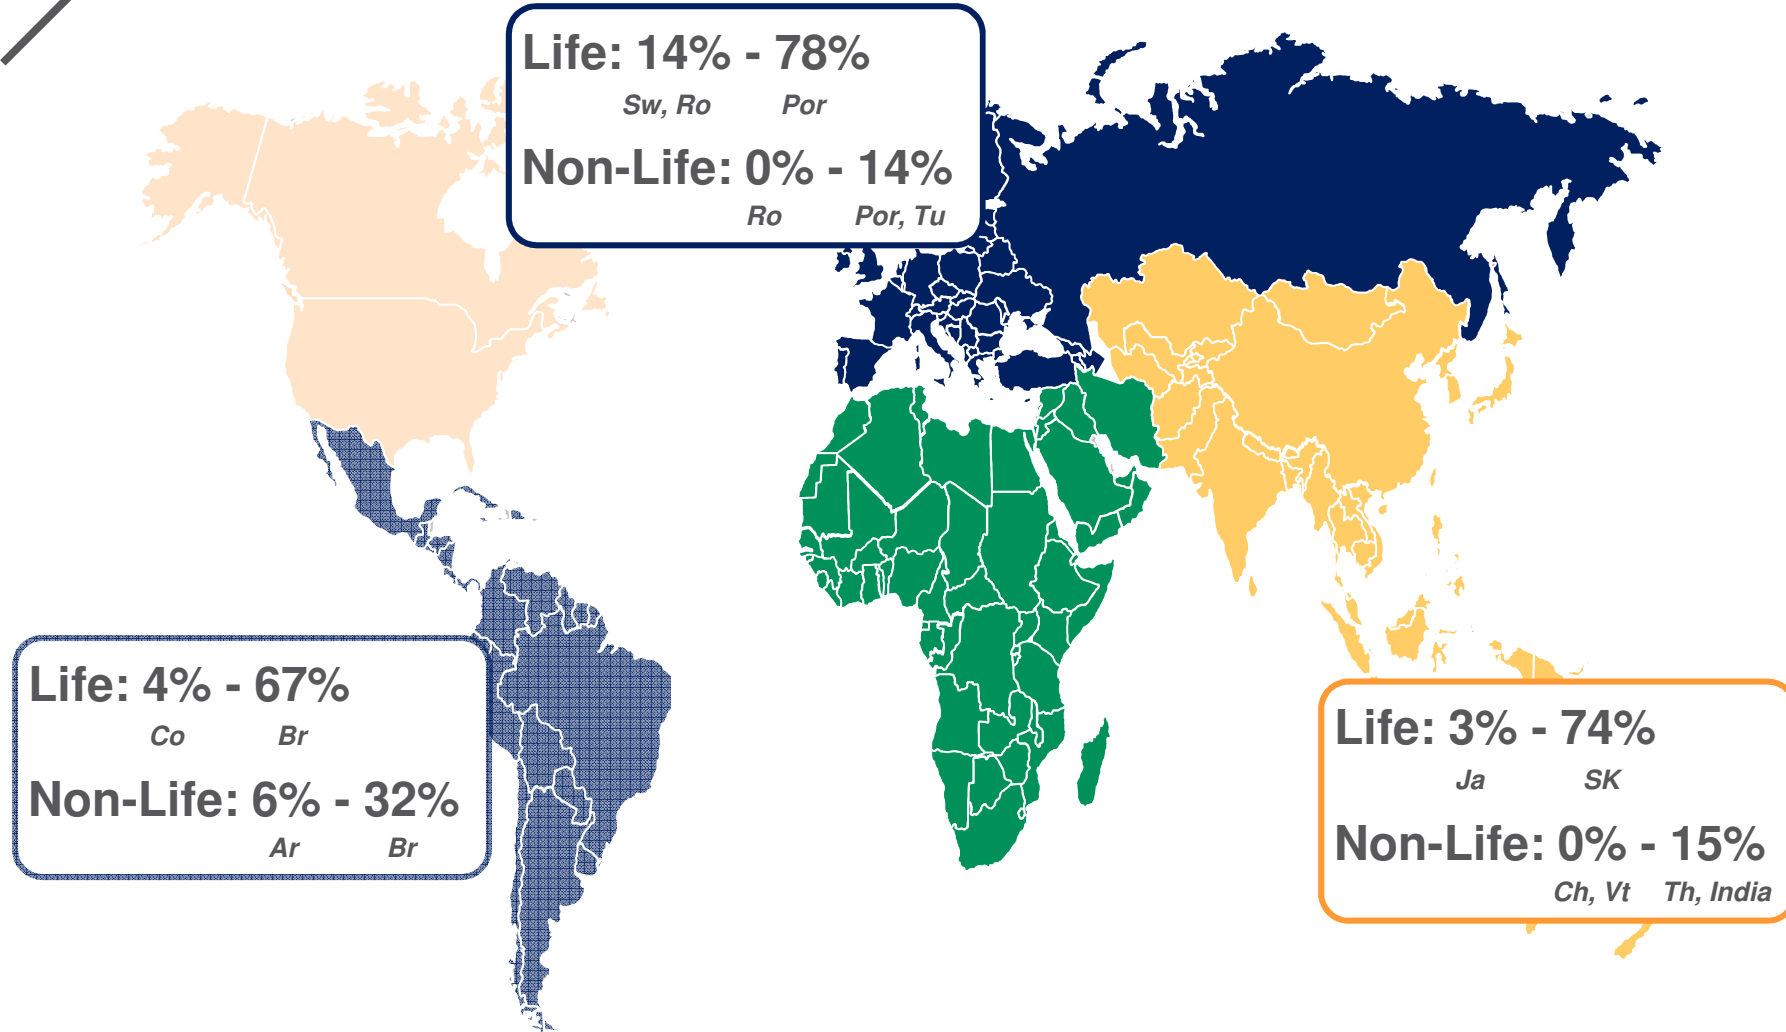 Life: 14% - 78%
Sw, Ro Por
Non-Life: 0% - 14%
Ro Por, Tu
Life: 4% - 67%
Co Br
Non-Life: 6% - 32%
Ar Br
Life: 3% - 74%
Ja SK
Non-Life: 0% - 15%
Ch, Vt Th, India